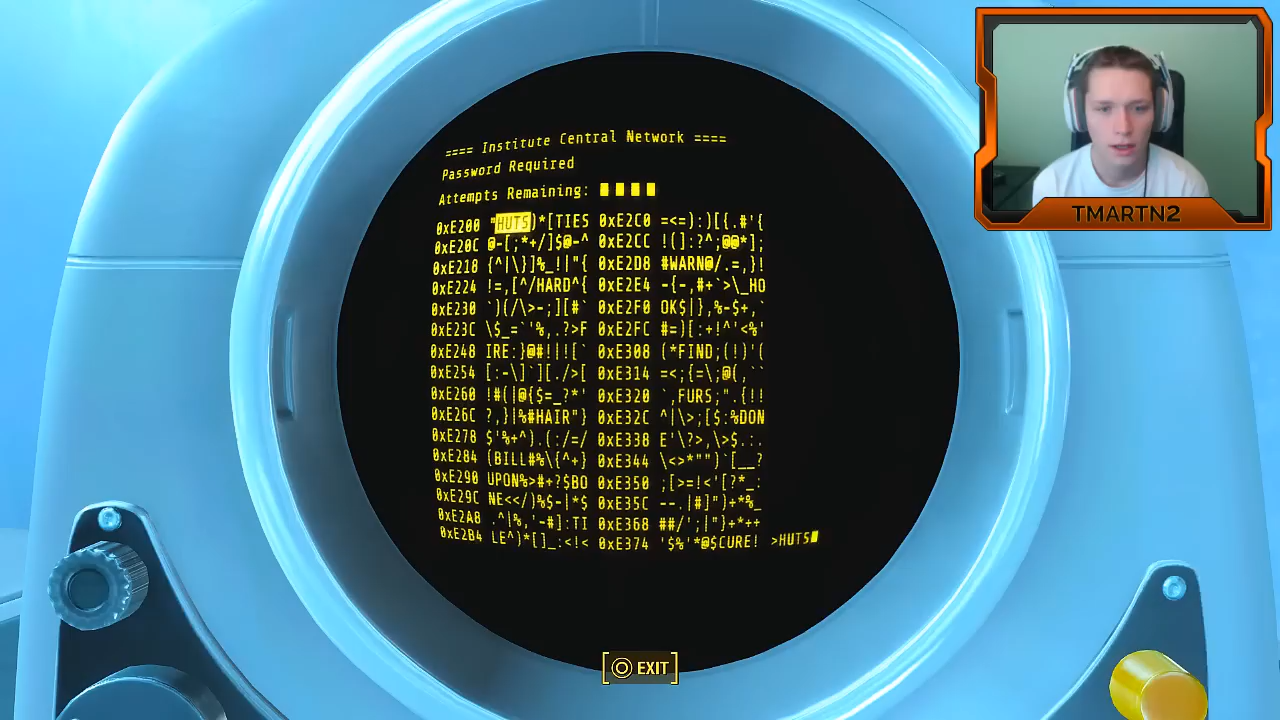 ==== Institute Central Network ====
Password Required
Attempts Remaining:
0xE200 "HUTS)*[TIES 0xE2C0 =<=):)[{.#'{
0xE20C @-[;*+/]$@-^ 0xE2CC !(]:?^;@@*];
0xE218 {^|\}]%_!|"{ 0xE2D8 #WARN@/.=,}!
0xE224 !=,[^/HARD^{ 0xE2E4 -{-,#+`>\_HO
0xE230 `)(/\>-;][#` 0xE2F0 OK$|},%-$+,`
0xE23C \$_=`'%,.?>F 0xE2FC #=)[:+!^'<%'
0xE248 IRE:}@#!|![` 0xE308 (*FIND;(!)'(
0xE254 [:-\]`][./>[ 0xE314 =<;{=\;@(,``
0xE260 !#(|@{$=_?*' 0xE320 `,FURS;".{!!
0xE26C ?,}|%#HAIR"} 0xE32C ^|\>;[$:%DON
0xE278 $'%+^).(:/=/ 0xE338 E'\?>,\>$.:.
0xE284 (BILL#%\{^+} 0xE344 \<>*"")`[__?
0xE290 UPON%>#+?$BO 0xE350 ;[>=!<'[?*_:
0xE29C NE<</)%$-|*$ 0xE35C --.|#]")+*%_
0xE2A8 .^|%,'-#]:TI 0xE368 ##/';|"}+*++
0xE2B4 LE^)*[]_:<!< 0xE374 '$%'*@$CURE! >HUTS
EXIT
TMARTN2